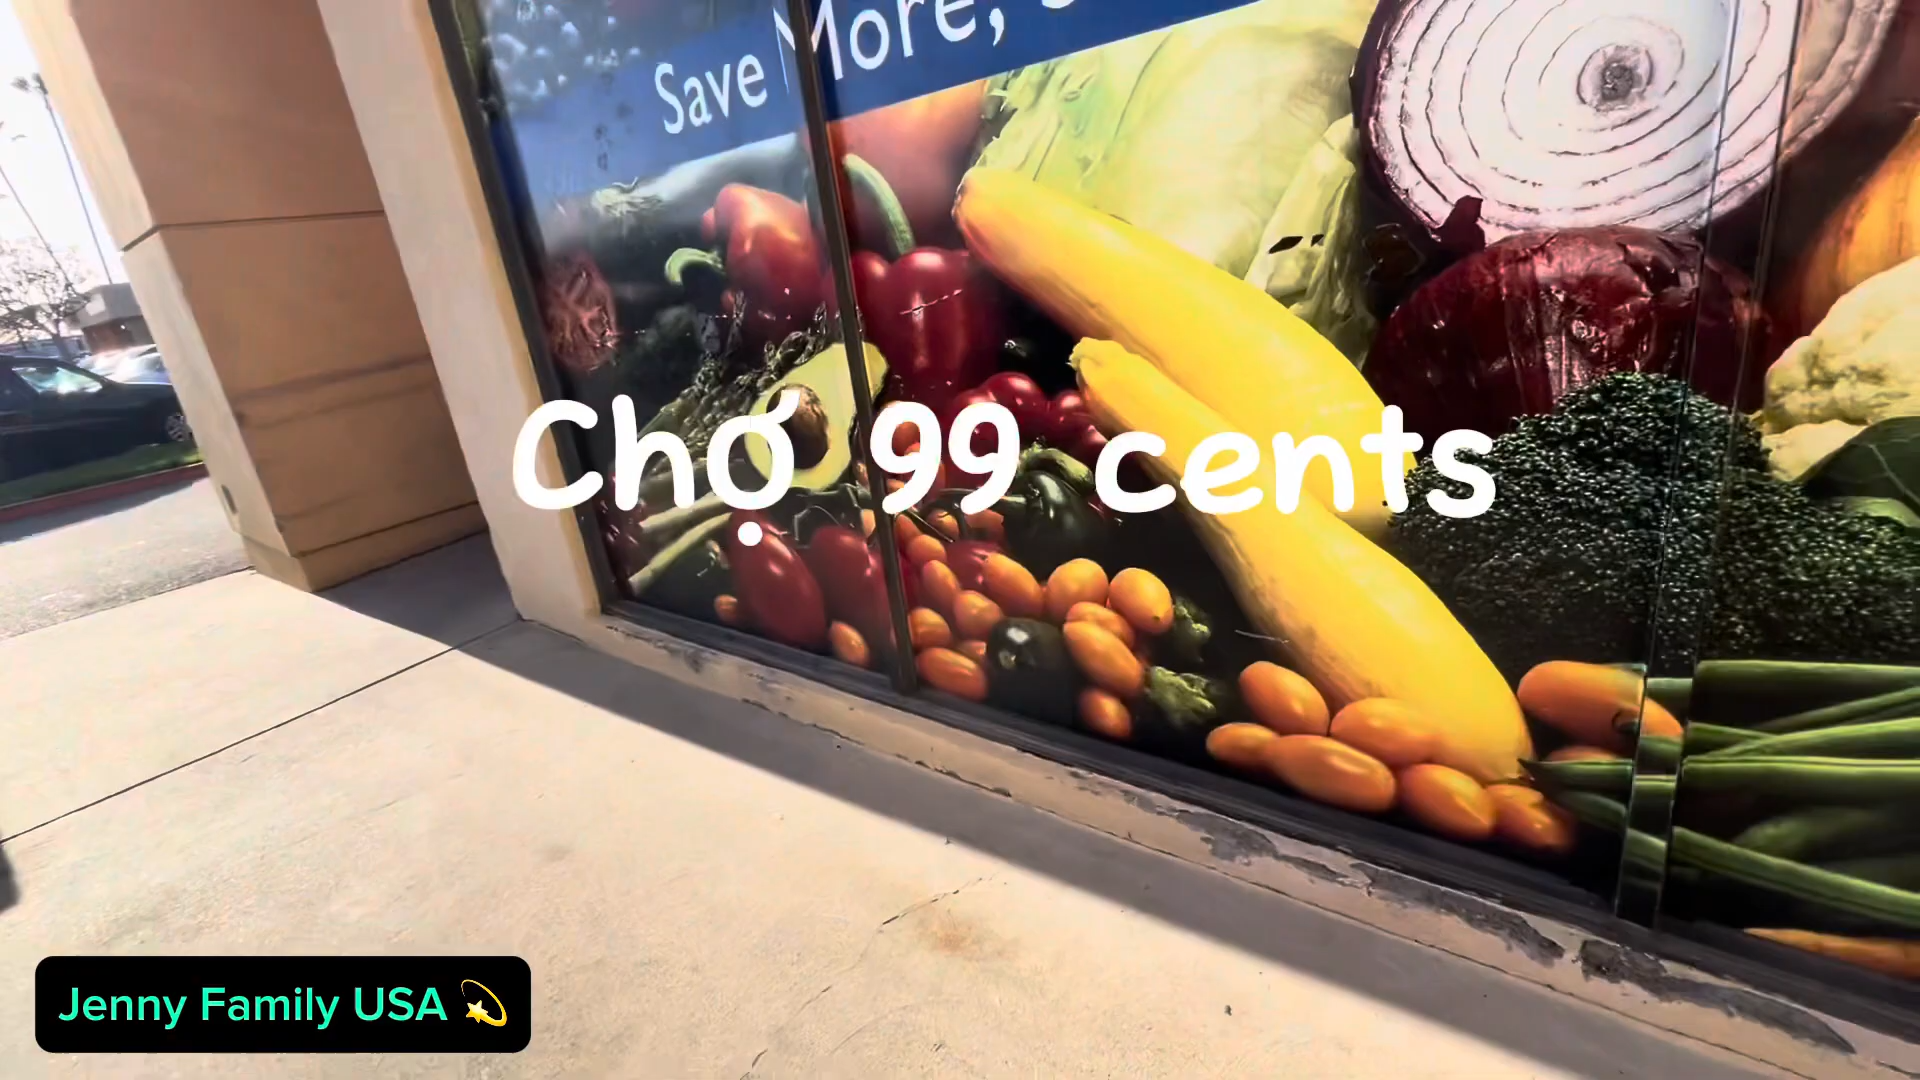 Save More,
Chợ 99 cents
Jenny Family USA 💫